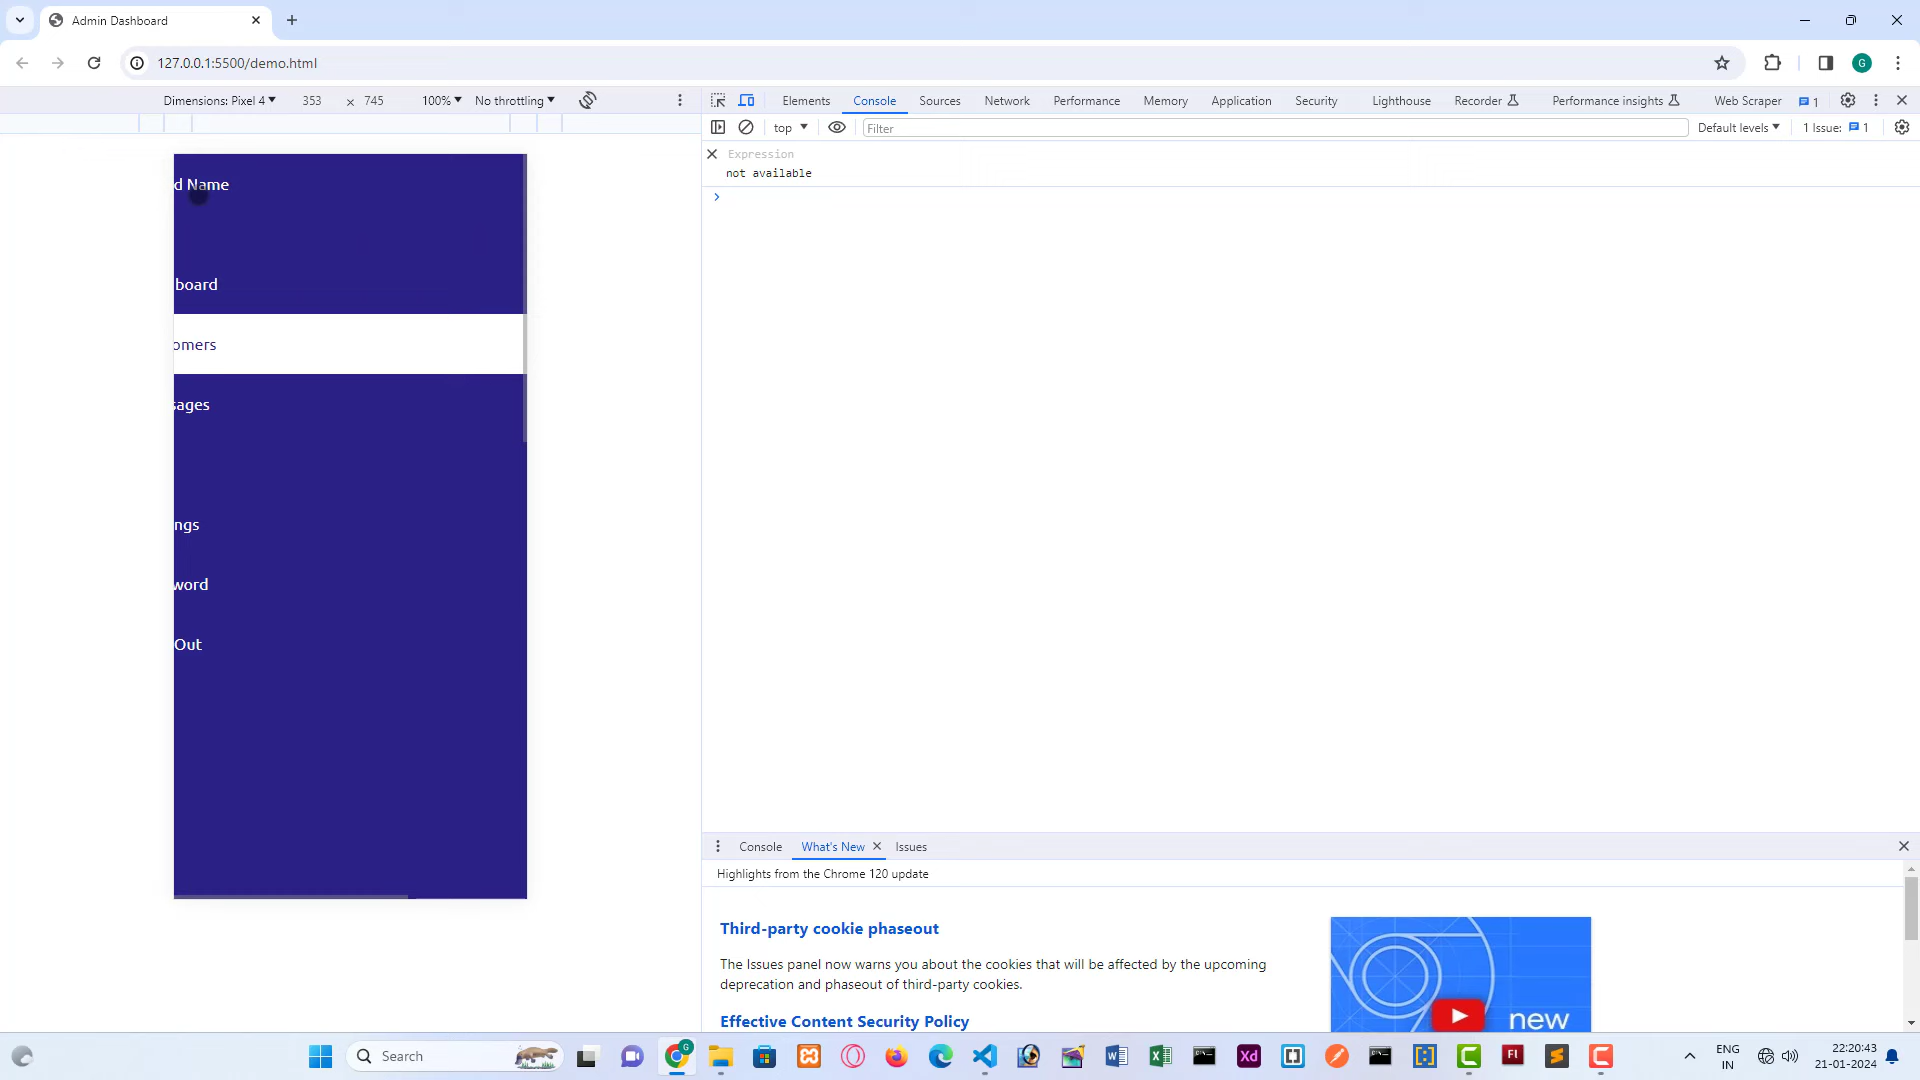 Admin Dashboard
127.0.0.1:5500/demo.html
G
Dimensions: Pixel 4 353 × 745 100% No throttling
Elements Console Sources Network Performance Memory Application Security Lighthouse Recorder Performance insights Web Scraper 1
top Filter Default levels 1 Issue: 1
Expression
not available
d Name
board
omers
sages
ngs
word
Out
Console What's New Issues
Highlights from the Chrome 120 update
Third-party cookie phaseout
The Issues panel now warns you about the cookies that will be affected by the upcoming
deprecation and phaseout of third-party cookies.
Effective Content Security Policy
new
Search
G
Xd
Fl
ENG
IN
22:20:43
21-01-2024